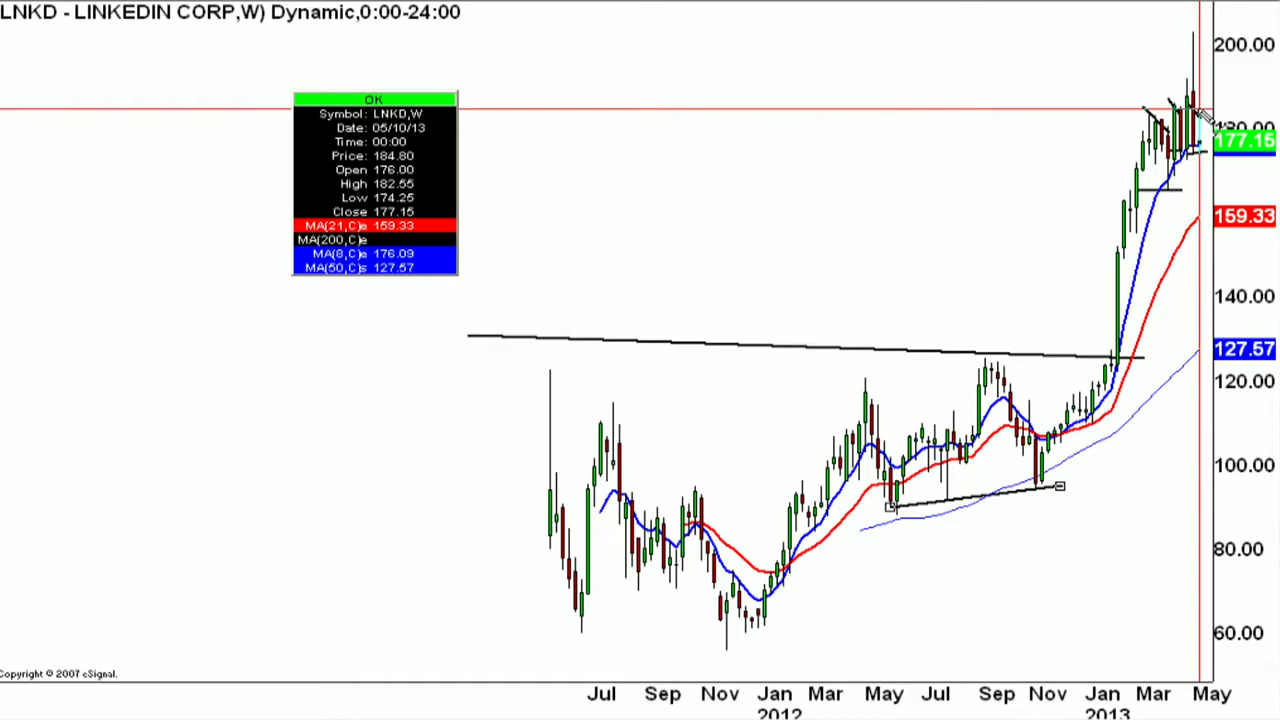 LNKD - LINKEDIN CORP,W) Dynamic,0:00-24:00
200.00
OK
Symbol: LNKD,W
Date: 05/10/13
Time: 00:00
Price: 184.80
Open 176.00
High 182.55
Low 174.25
Close 177.15
MA(21,C)e 159.33
MA(200,C)e
MA(8,C)e 176.09
MA(50,C)s 127.57
177.15
159.33
140.00
127.57
120.00
100.00
80.00
60.00
Copyright © 2007 eSignal.
Jul Sep Nov Jan Mar May Jul Sep Nov Jan Mar May
2012 2013